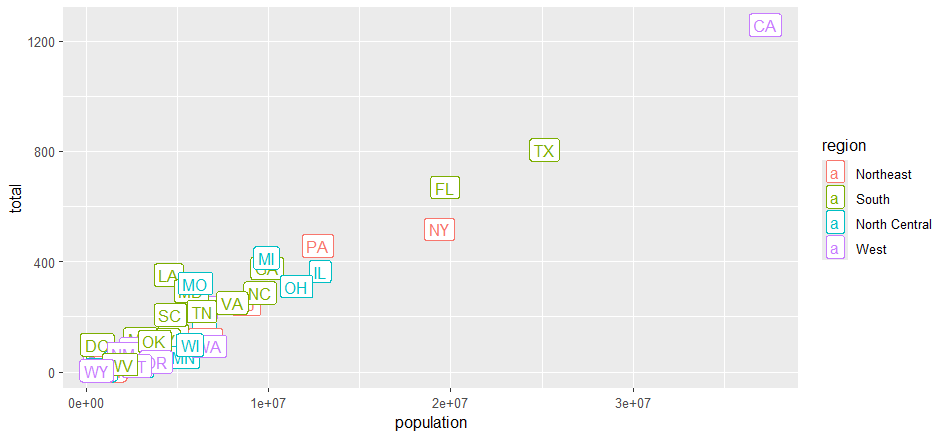 CA
1200
TX
800
FL
NY
PA
MI
400
IL
LA
MO
OH
NC
VA
SC
TN
DC
OK
WI
WV
WY
0
0e+00
1e+07
2e+07
3e+07
population
total
region
a Northeast
a South
a North Central
a West